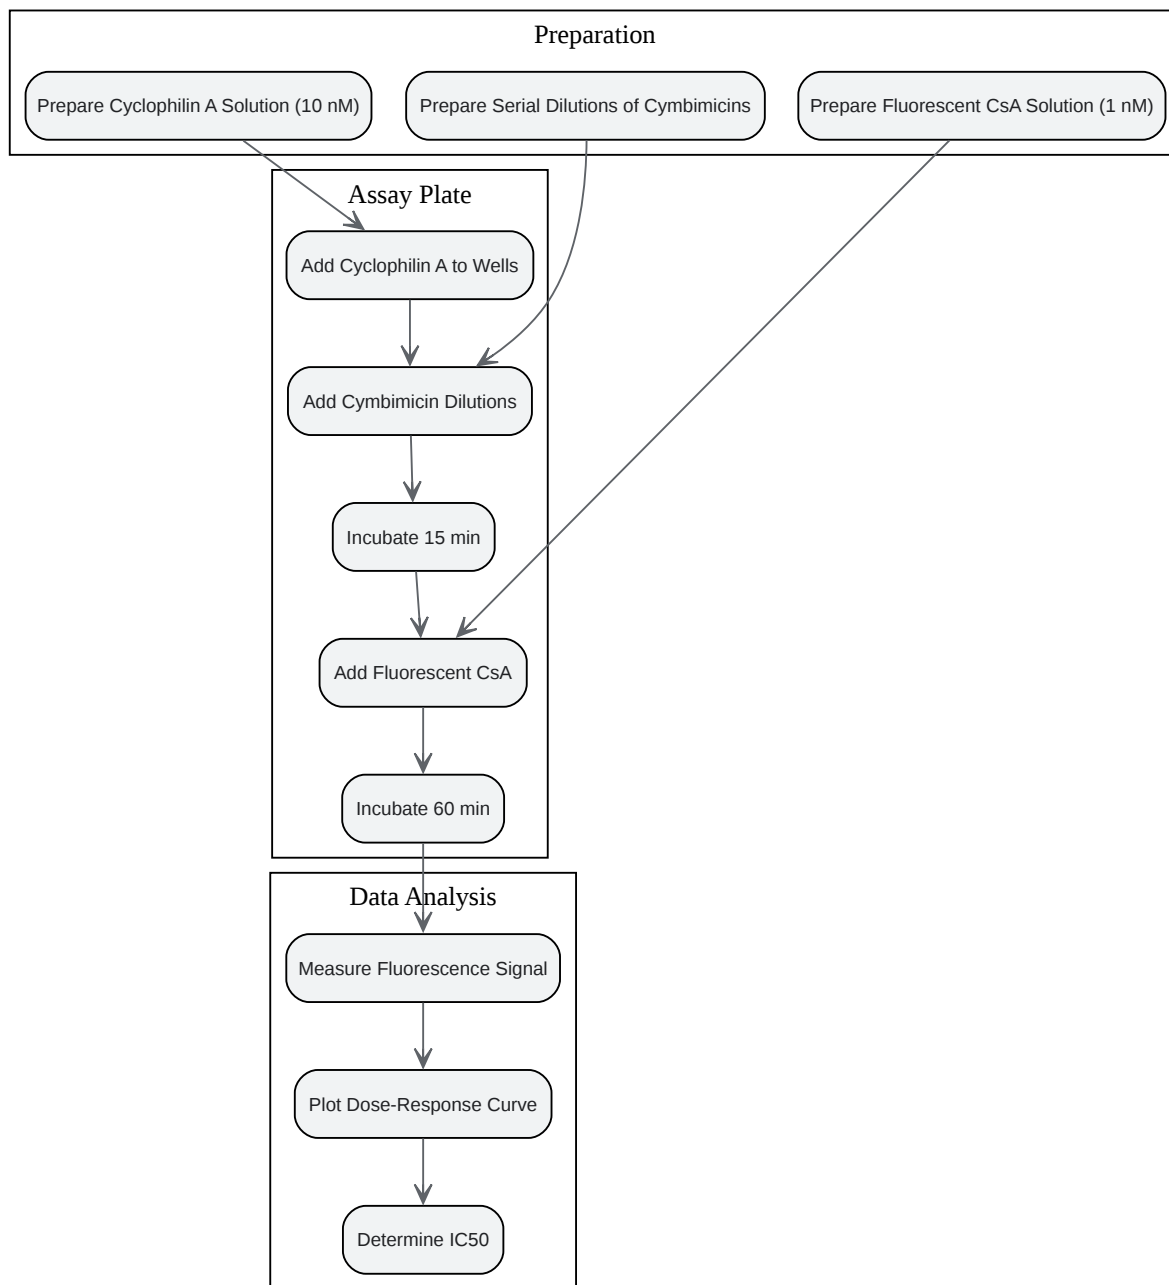 Preparation
Prepare Cyclophilin A Solution (10 nM)
Prepare Serial Dilutions of Cymbimicins
Prepare Fluorescent CsA Solution (1 nM)
Assay Plate
Add Cyclophilin A to Wells
Add Cymbimicin Dilutions
Incubate 15 min
Add Fluorescent CsA
Incubate 60 min
Data Analysis
Measure Fluorescence Signal
Plot Dose-Response Curve
Determine IC50